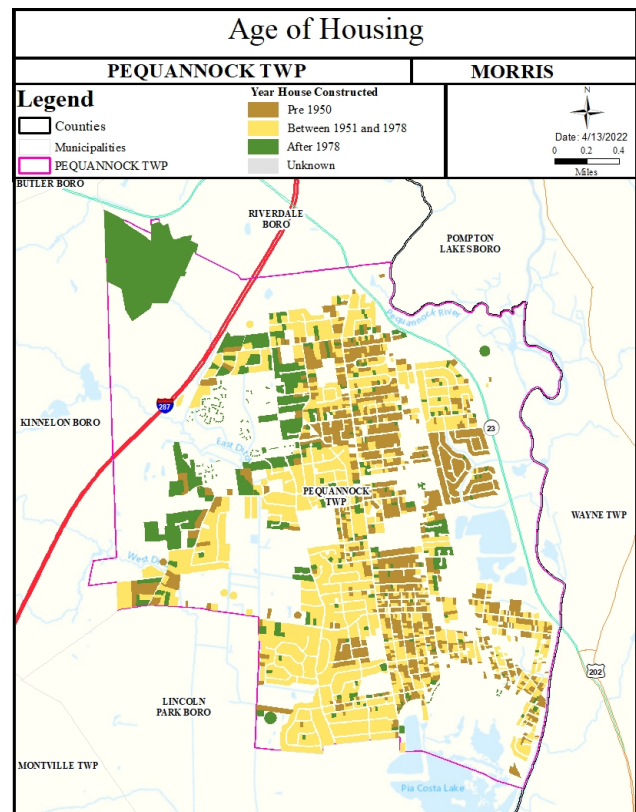 Age of Housing
PEQUANNOCK TWP
MORRIS
Legend
Counties
Municipalities
PEQUANNOCK TWP
Year House Constructed
Pre 1950
Between 1951 and 1978
After 1978
Unknown
N
Date: 4/13/2022
0 0.2 0.4
Miles
BUTLER BORO
RIVERDALE
BORO
POMPTON
LAKES BORO
Pequannock River
287
KINNELON BORO
23
East Di
PEQUANNOCK
TWP
WAYNE TWP
West D
202
LINCOLN
PARK BORO
MONTVILLE TWP
Pia Costa Lake